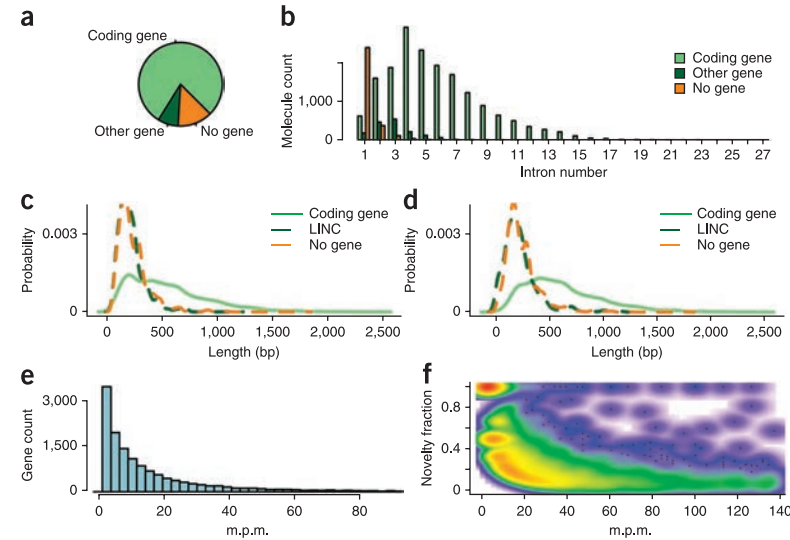 a
Coding gene
Other gene
No gene
b
Molecule count
1,000
0
1 3 5 7 9 11 13 15 17 19 21 23 25 27
Intron number
Coding gene
Other gene
No gene
c
Probability
0.003
0
0 500 1,000 1,500 2,000 2,500
Length (bp)
Coding gene
LINC
No gene
d
Probability
0.003
0
0 500 1,000 1,500 2,000 2,500
Length (bp)
Coding gene
LINC
No gene
e
Gene count
3,000
1,500
0
0 20 40 60 80
m.p.m.
f
Novelty fraction
0.8
0.4
0
0 20 40 60 80 100 120 140
m.p.m.